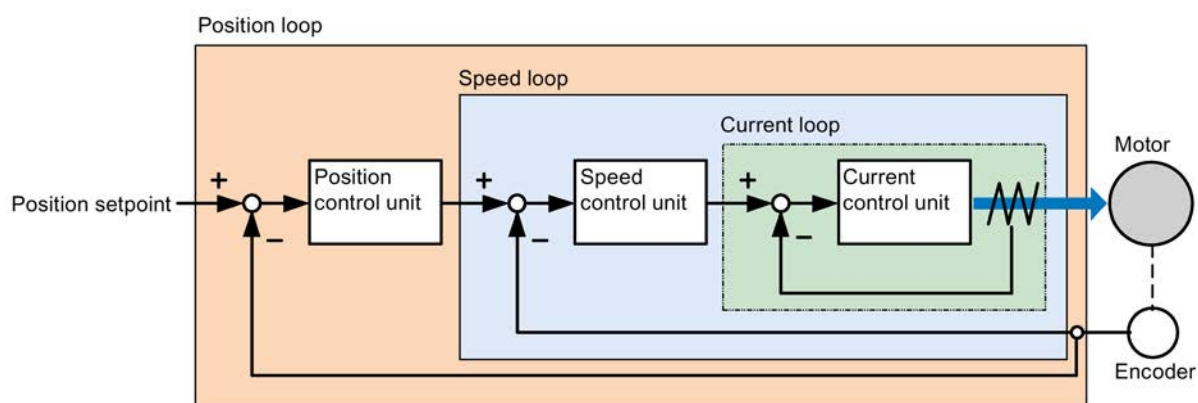 Position loop
Speed loop
Current loop
Motor
Position setpoint
+
Position
control unit
+
Speed
control unit
+
Current
control unit
−
−
−
Encoder